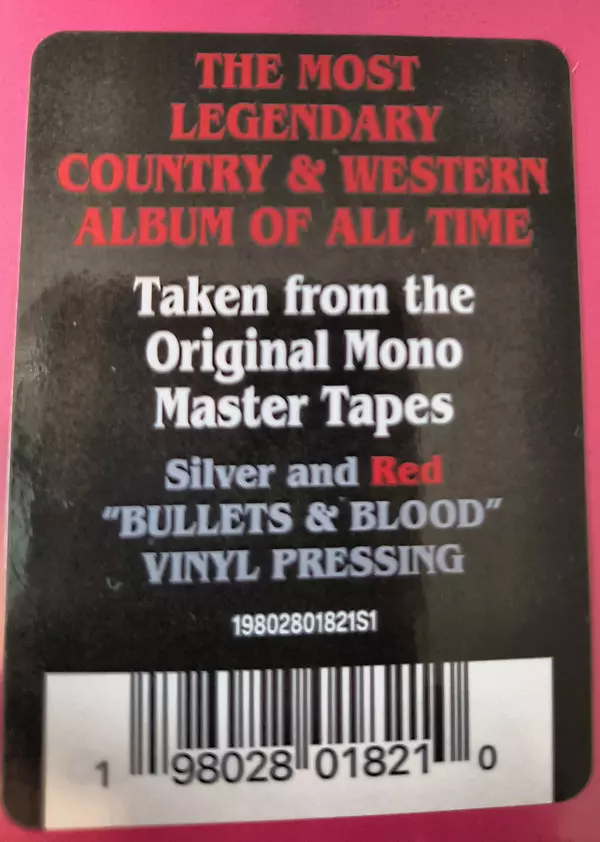 THE MOST
LEGENDARY
COUNTRY & WESTERN
ALBUM OF ALL TIME
Taken from the
Original Mono
Master Tapes
Silver and Red
"BULLETS & BLOOD"
VINYL PRESSING
19802801821S1
1 98028 01821 0